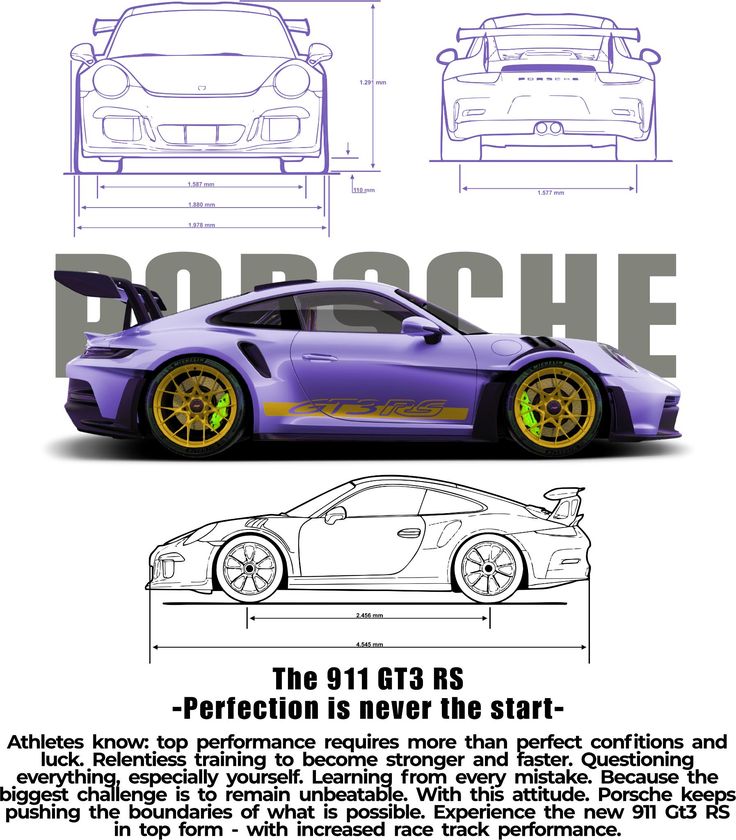 1.291 mm
PORSCHE
1.587 mm
110 mm
1.577 mm
1.880 mm
1.978 mm
PORSCHE
MICHELIN
MICHELIN
GT3 RS
2.456 mm
4.545 mm
The 911 GT3 RS
-Perfection is never the start-
Athletes know: top performance requires more than perfect confitions and
luck. Relentless training to become stronger and faster. Questioning
everything, especially yourself. Learning from every mistake. Because the
biggest challenge is to remain unbeatable. With this attitude. Porsche keeps
pushing the boundaries of what is possible. Experience the new 911 Gt3 RS
in top form - with increased race track performance.